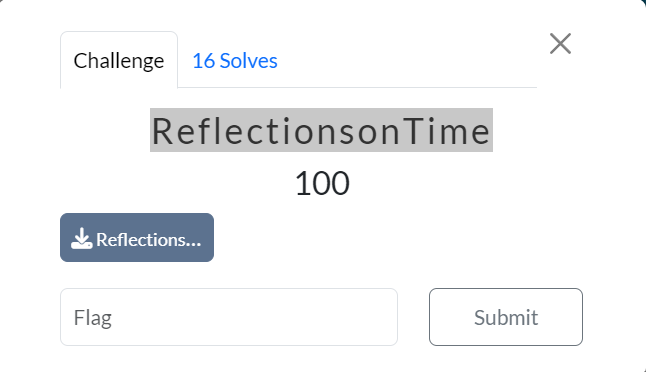 Challenge 16 Solves
ReflectionsonTime
100
Reflections...
Flag Submit